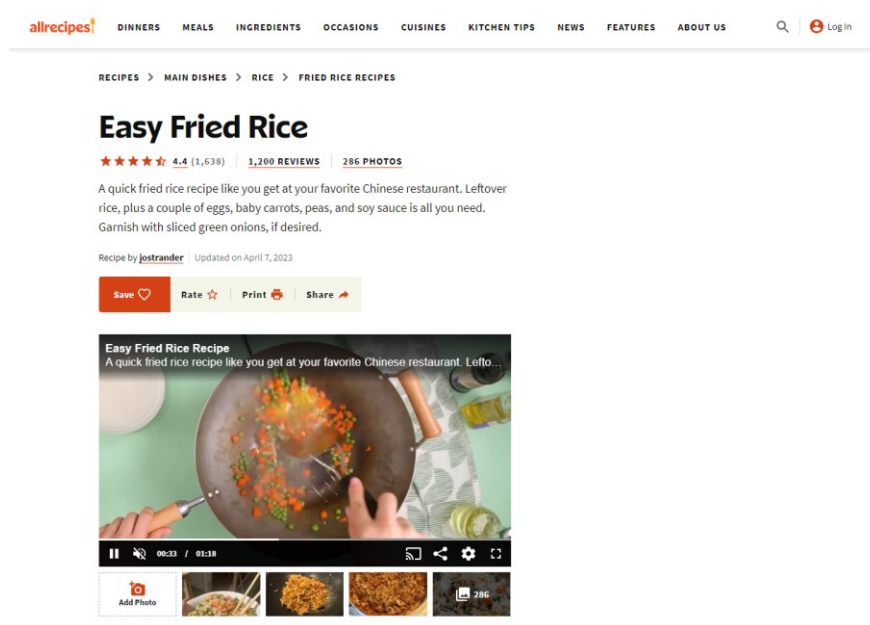 allrecipes
DINNERS MEALS INGREDIENTS OCCASIONS CUISINES KITCHEN TIPS NEWS FEATURES ABOUT US Log In
RECIPES > MAIN DISHES > RICE > FRIED RICE RECIPES
Easy Fried Rice
4.4 (1,638) 1,200 REVIEWS 286 PHOTOS
A quick fried rice recipe like you get at your favorite Chinese restaurant. Leftover
rice, plus a couple of eggs, baby carrots, peas, and soy sauce is all you need.
Garnish with sliced green onions, if desired.
Recipe by jostrander Updated on April 7, 2023
Save Rate Print Share
Easy Fried Rice Recipe
A quick fried rice recipe like you get at your favorite Chinese restaurant. Lefto...
00:33 / 01:18
Add Photo
286